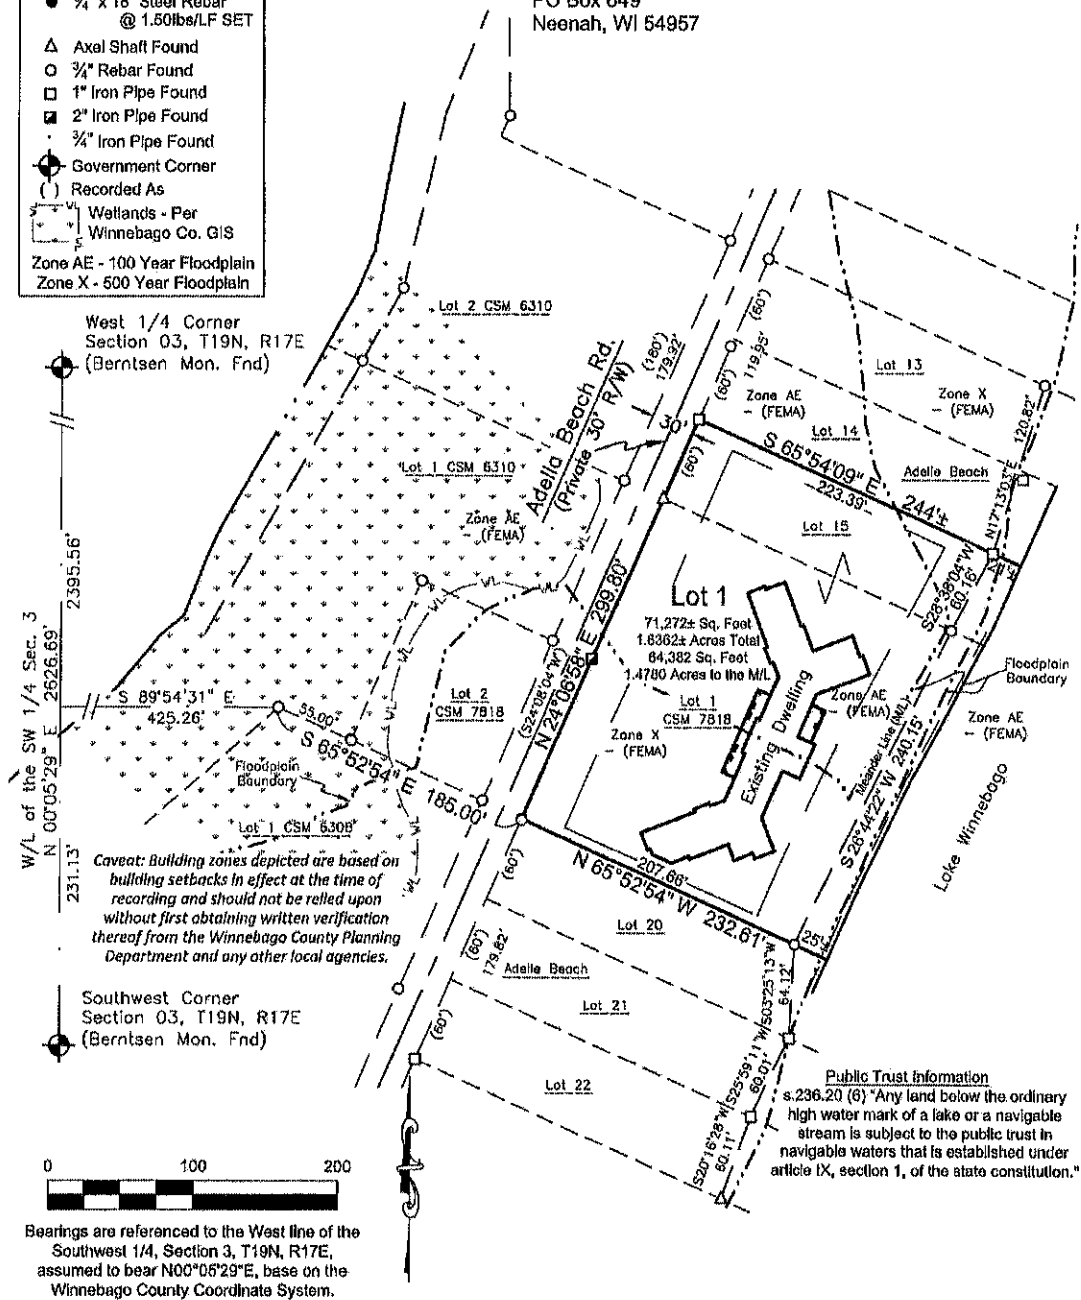 ¾" x 18" Steel Rebar
@ 1.50lbs/LF SET
Axel Shaft Found
¾" Rebar Found
1" Iron Pipe Found
2" Iron Pipe Found
¾" Iron Pipe Found
Government Corner
( ) Recorded As
Wetlands - Per
Winnebago Co. GIS
Zone AE - 100 Year Floodplain
Zone X - 500 Year Floodplain
PO Box 649
Neenah, WI 54957
West 1/4 Corner
Section 03, T19N, R17E
(Berntsen Mon. Fnd)
Lot 2 CSM 6310
Adella Beach Rd.
(Private 30' R/W)
(180')
179.92'
(60')
(60')
119.95'
(60')
30'
Lot 13
Zone AE
(FEMA)
Zone X
(FEMA)
Lot 14
Adella Beach
120.82'
N17°13'03"E
S 65°54'09" E 244'±
223.39'
Lot 15
Lot 1 CSM 6310
Zone AE
(FEMA)
WL
WL
WL
WL
WL
Lot 1
71,272± Sq. Feet
1.6362± Acres Total
64,382 Sq. Feet
1.4780 Acres to the M/L
Lot 1
CSM 7818
S28°38'04"W
60.16'
Floodplain
Boundary
Existing Dwelling
Zone AE
(FEMA)
Zone AE
(FEMA)
Zone X
(FEMA)
Meander Line (M/L)
S 26°44'22" W 240.15'
Lake Winnebago
W/L of the SW 1/4 Sec. 3
N 00°05'29" E 2626.69'
2395.56'
231.13'
S 89°54'31" E
425.26'
55.00'
S 65°52'54" E 185.00'
Floodplain
Boundary
Lot 2
CSM 7818
(S24°08'04"W)
N 24°06'58" E 299.80'
Lot 1 CSM 6308
(60')
207.66'
N 65°52'54" W 232.61'
25'±
Caveat: Building zones depicted are based on
building setbacks in effect at the time of
recording and should not be relied upon
without first obtaining written verification
thereof from the Winnebago County Planning
Department and any other local agencies.
Southwest Corner
Section 03, T19N, R17E
(Berntsen Mon. Fnd)
(60')
179.82'
(60')
Lot 20
Adella Beach
Lot 21
Lot 22
S03°25'13"W
64.12'
S25°59'11"W
60.01'
S20°16'28"W
60.11'
Public Trust Information
s.236.20 (6) "Any land below the ordinary
high water mark of a lake or a navigable
stream is subject to the public trust in
navigable waters that is established under
article IX, section 1, of the state constitution."
0 100 200
Bearings are referenced to the West line of the
Southwest 1/4, Section 3, T19N, R17E,
assumed to bear N00°05'29"E, base on the
Winnebago County Coordinate System.